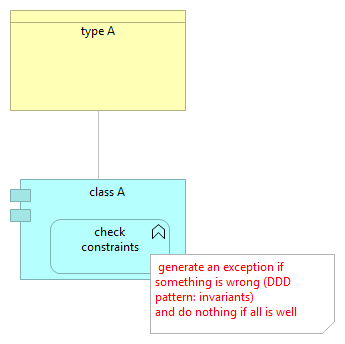 type A
class A
check
constraints
generate an exception if
something is wrong (DDD
pattern: invariants)
and do nothing if all is well